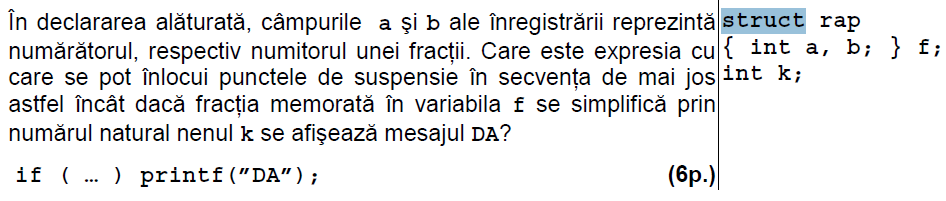 În declararea alăturată, câmpurile a şi b ale înregistrării reprezintă
numărătorul, respectiv numitorul unei fracţii. Care este expresia cu
care se pot înlocui punctele de suspensie în secvenţa de mai jos
astfel încât dacă fracţia memorată în variabila f se simplifică prin
numărul natural nenul k se afişează mesajul DA?
if ( … ) printf(″DA″); (6p.)
struct rap
{ int a, b; } f;
int k;